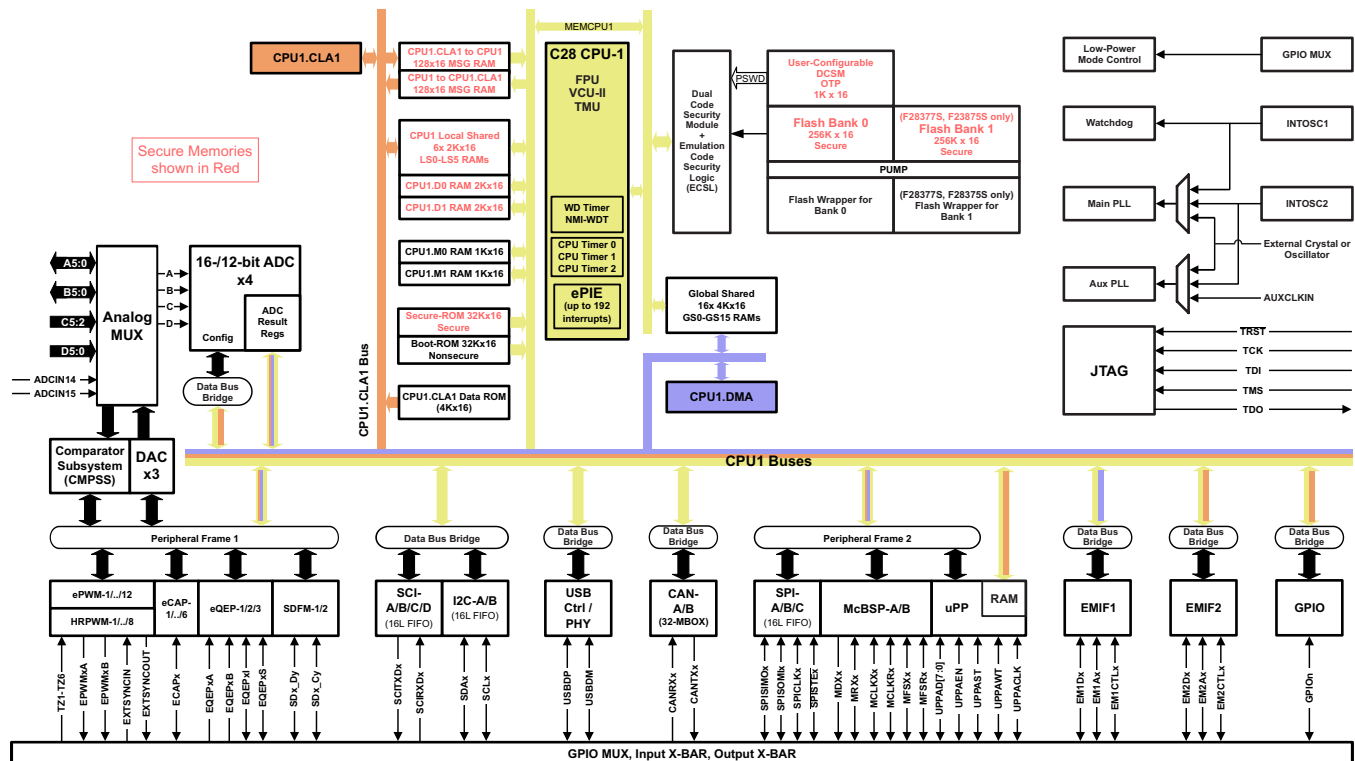 MEMCPU1
CPU1.CLA1
CPU1.CLA1 to CPU1
128x16 MSG RAM
CPU1 to CPU1.CLA1
128x16 MSG RAM
C28 CPU-1
FPU
VCU-II
TMU
WD Timer
NMI-WDT
CPU Timer 0
CPU Timer 1
CPU Timer 2
ePIE
(up to 192
interrupts)
PSWD
Dual
Code
Security
Module
+
Emulation
Code
Security
Logic
(ECSL)
User-Configurable
DCSM
OTP
1K x 16
Flash Bank 0
256K x 16
Secure
(F28377S, F23875S only)
Flash Bank 1
256K x 16
Secure
PUMP
Flash Wrapper for
Bank 0
(F28377S, F28375S only)
Flash Wrapper for
Bank 1
Low-Power
Mode Control
GPIO MUX
Watchdog
INTOSC1
Main PLL
INTOSC2
External Crystal or
Oscillator
Aux PLL
AUXCLKIN
JTAG
TRST
TCK
TDI
TMS
TDO
Secure Memories
shown in Red
CPU1 Local Shared
6x 2Kx16
LS0-LS5 RAMs
CPU1.D0 RAM 2Kx16
CPU1.D1 RAM 2Kx16
CPU1.M0 RAM 1Kx16
CPU1.M1 RAM 1Kx16
Secure-ROM 32Kx16
Secure
Boot-ROM 32Kx16
Nonsecure
CPU1.CLA1 Data ROM
(4Kx16)
CPU1.CLA1 Bus
Global Shared
16x 4Kx16
GS0-GS15 RAMs
CPU1.DMA
A5:0
B5:0
C5:2
D5:0
ADCIN14
ADCIN15
Analog
MUX
A
B
C
D
16-/12-bit ADC
x4
Config
ADC
Result
Regs
Data Bus
Bridge
Comparator
Subsystem
(CMPSS)
DAC
x3
CPU1 Buses
Peripheral Frame 1
Data Bus Bridge
Data Bus
Bridge
Data Bus
Bridge
Peripheral Frame 2
Data Bus
Bridge
Data Bus
Bridge
Data Bus
Bridge
ePWM-1/../12
HRPWM-1/../8
eCAP-
1/../6
eQEP-1/2/3
SDFM-1/2
SCI-
A/B/C/D
(16L FIFO)
I2C-A/B
(16L FIFO)
USB
Ctrl /
PHY
CAN-
A/B
(32-MBOX)
SPI-
A/B/C
(16L FIFO)
McBSP-A/B
uPP
RAM
EMIF1
EMIF2
GPIO
TZ1-TZ6
EPWMxA
EPWMxB
EXTSYNCIN
EXTSYNCOUT
ECAPx
EQEPxA
EQEPxB
EQEPxI
EQEPxS
SDx_Dy
SDx_Cy
SCITXDx
SCIRXDx
SDAx
SCLx
USBDP
USBDM
CANRXx
CANTXx
SPISIMOx
SPISOMIx
SPICLKx
SPISTEx
MDXx
MRXx
MCLKXx
MCLKRx
MFSXx
MFSRx
UPPAD[7:0]
UPPAEN
UPPAST
UPPAWT
UPPACLK
EM1Dx
EM1Ax
EM1CTLx
EM2Dx
EM2Ax
EM2CTLx
GPIOn
GPIO MUX, Input X-BAR, Output X-BAR